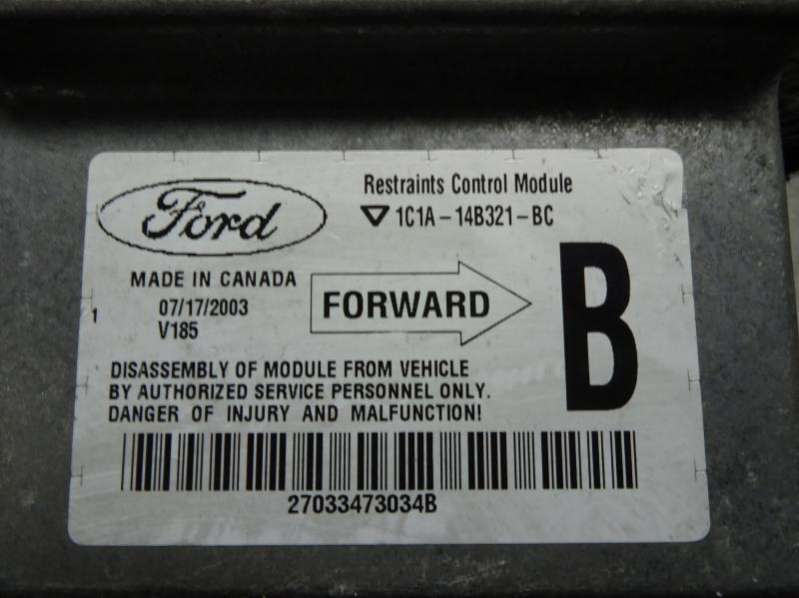 Ford
Restraints Control Module
1C1A-14B321-BC
MADE IN CANADA
07/17/2003
V185
1
FORWARD
B
DISASSEMBLY OF MODULE FROM VEHICLE
BY AUTHORIZED SERVICE PERSONNEL ONLY.
DANGER OF INJURY AND MALFUNCTION!
27033473034B